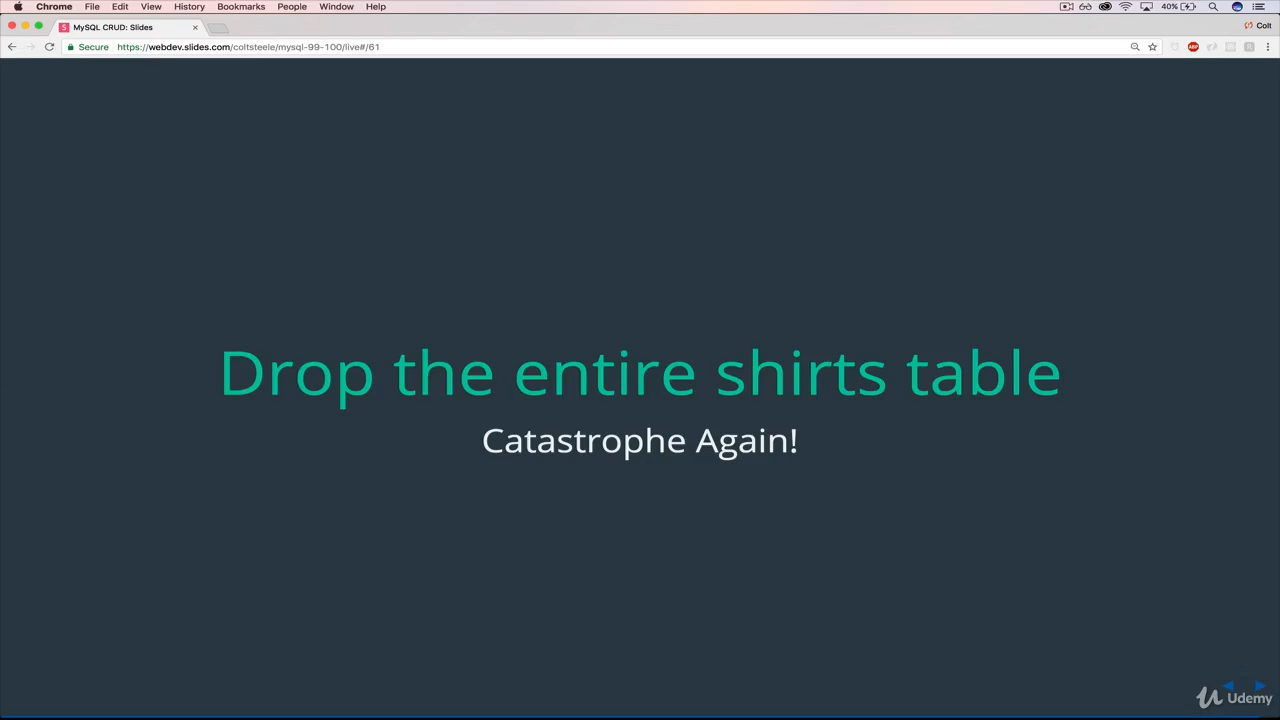 Chrome File Edit View History Bookmarks People Window Help 40%
MySQL CRUD: Slides Colt
Secure https://webdev.slides.com/coltsteele/mysql-99-100/live#/61
ABP
Drop the entire shirts table
Catastrophe Again!
Udemy